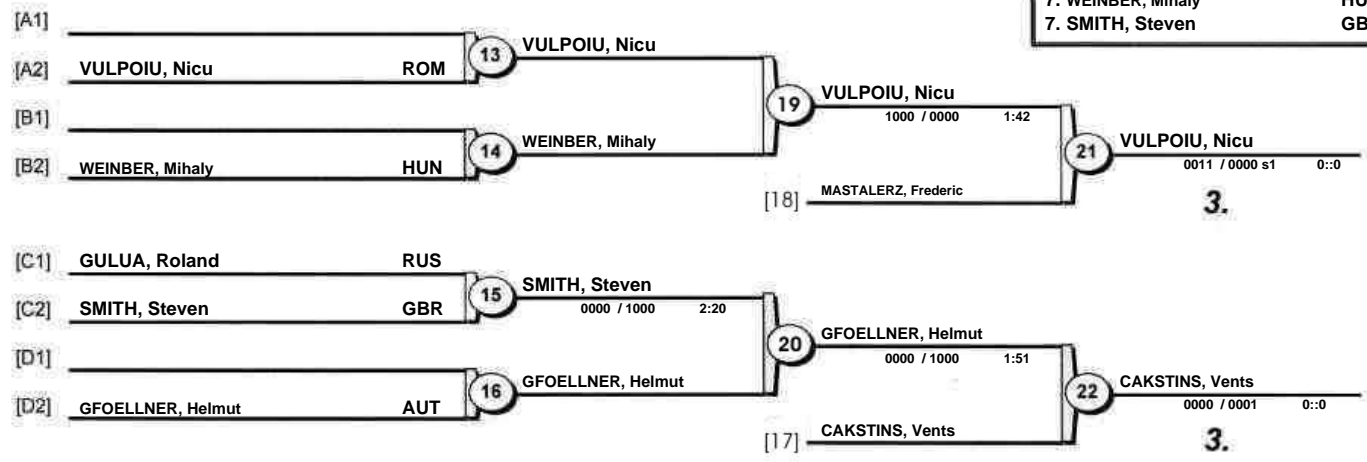 7. WEINBER, Mihaly HU
7. SMITH, Steven GB
[A1]
13 VULPOIU, Nicu
[A2] VULPOIU, Nicu ROM
19 VULPOIU, Nicu
1000 / 0000 1:42
[B1]
14 WEINBER, Mihaly
[B2] WEINBER, Mihaly HUN
21 VULPOIU, Nicu
0011 / 0000 s1 0::0
[18] MASTALERZ, Frederic
3.
[C1] GULUA, Roland RUS
15 SMITH, Steven
0000 / 1000 2:20
[C2] SMITH, Steven GBR
20 GFOELLNER, Helmut
0000 / 1000 1:51
[D1]
16 GFOELLNER, Helmut
[D2] GFOELLNER, Helmut AUT
22 CAKSTINS, Vents
0000 / 0001 0::0
[17] CAKSTINS, Vents
3.